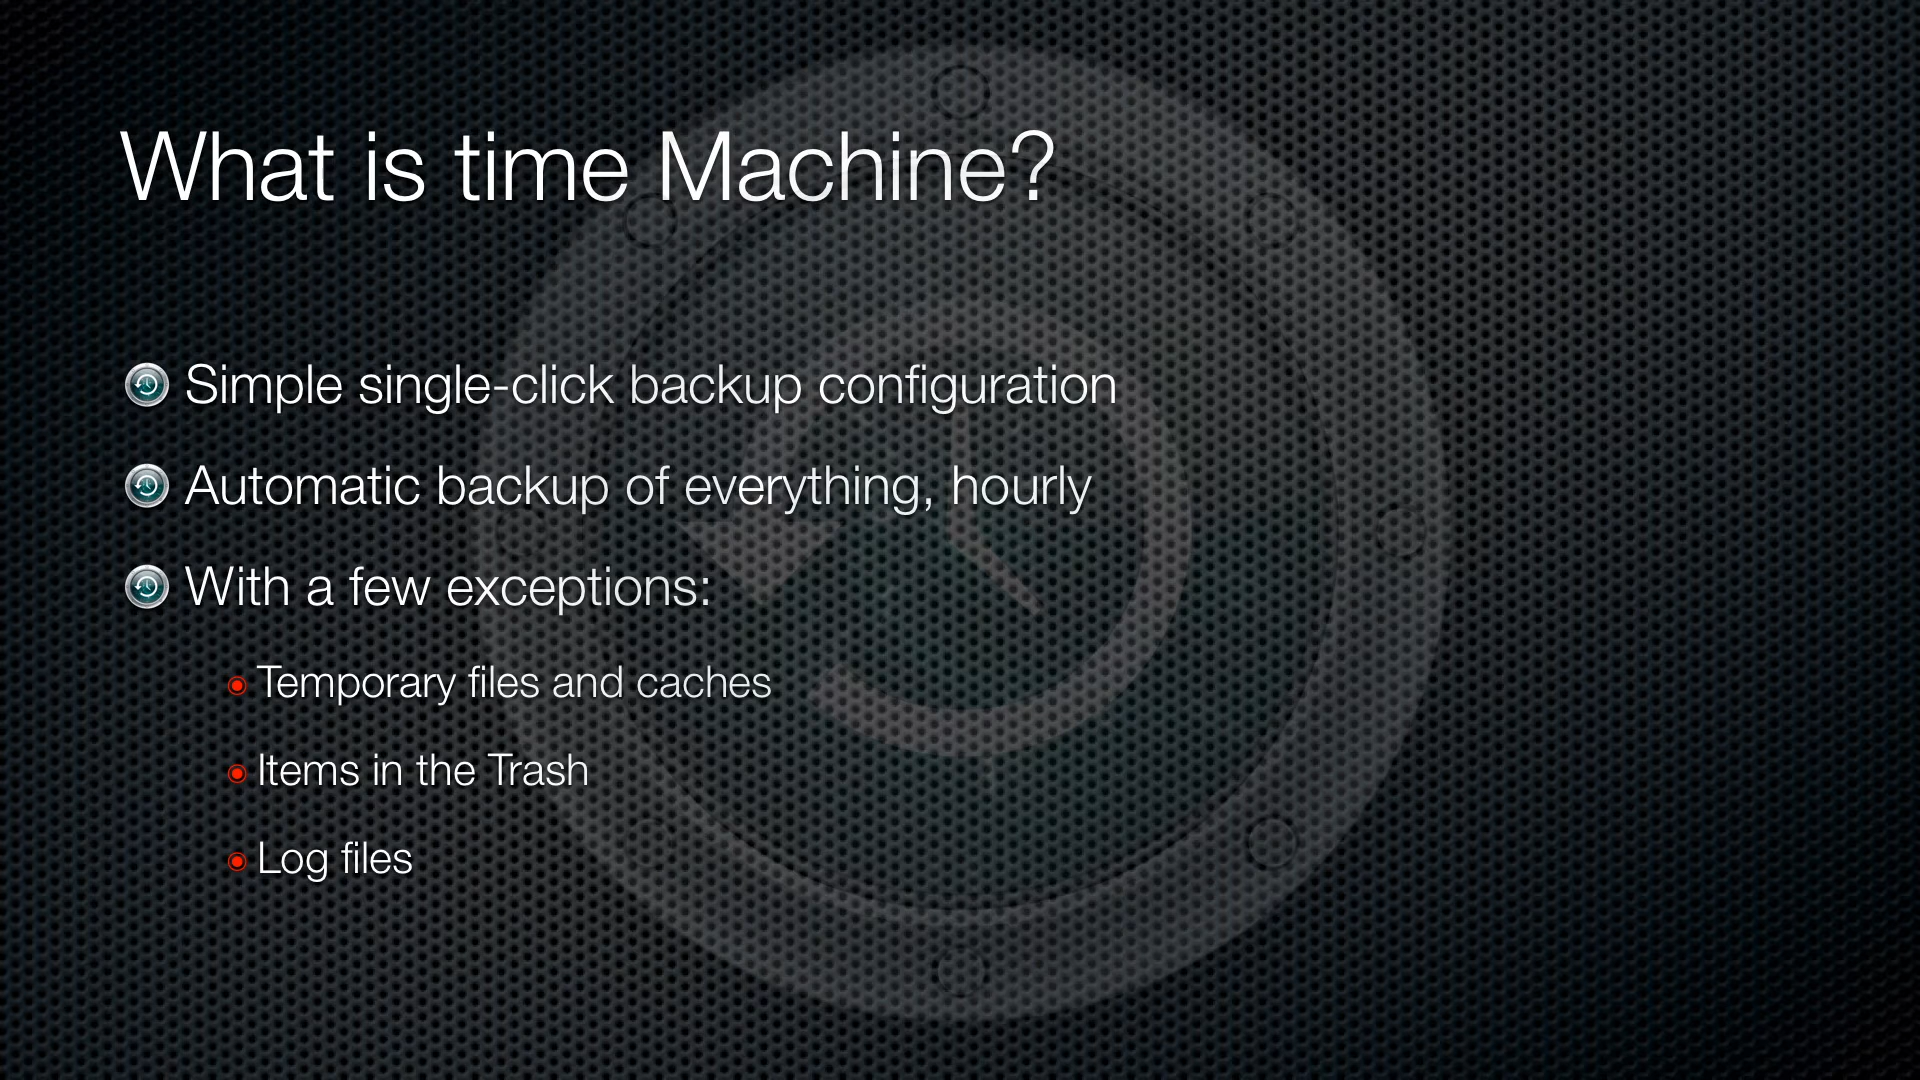 What is time Machine?
Simple single-click backup configuration
Automatic backup of everything, hourly
With a few exceptions:
Temporary files and caches
Items in the Trash
Log files